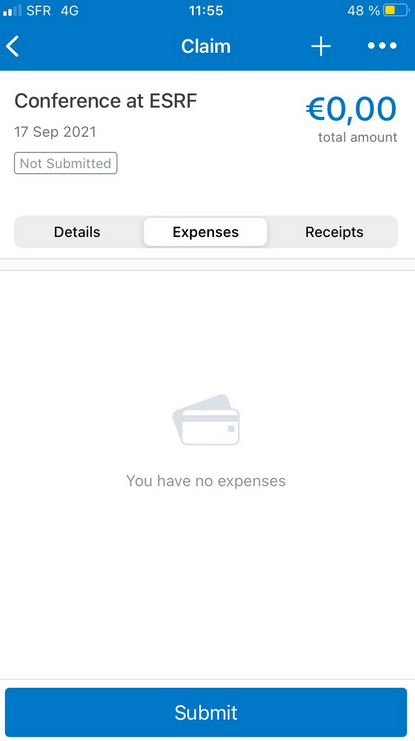 SFR 4G 11:55 48 %
Claim
Conference at ESRF
€0,00
17 Sep 2021
total amount
Not Submitted
Details Expenses Receipts
You have no expenses
Submit